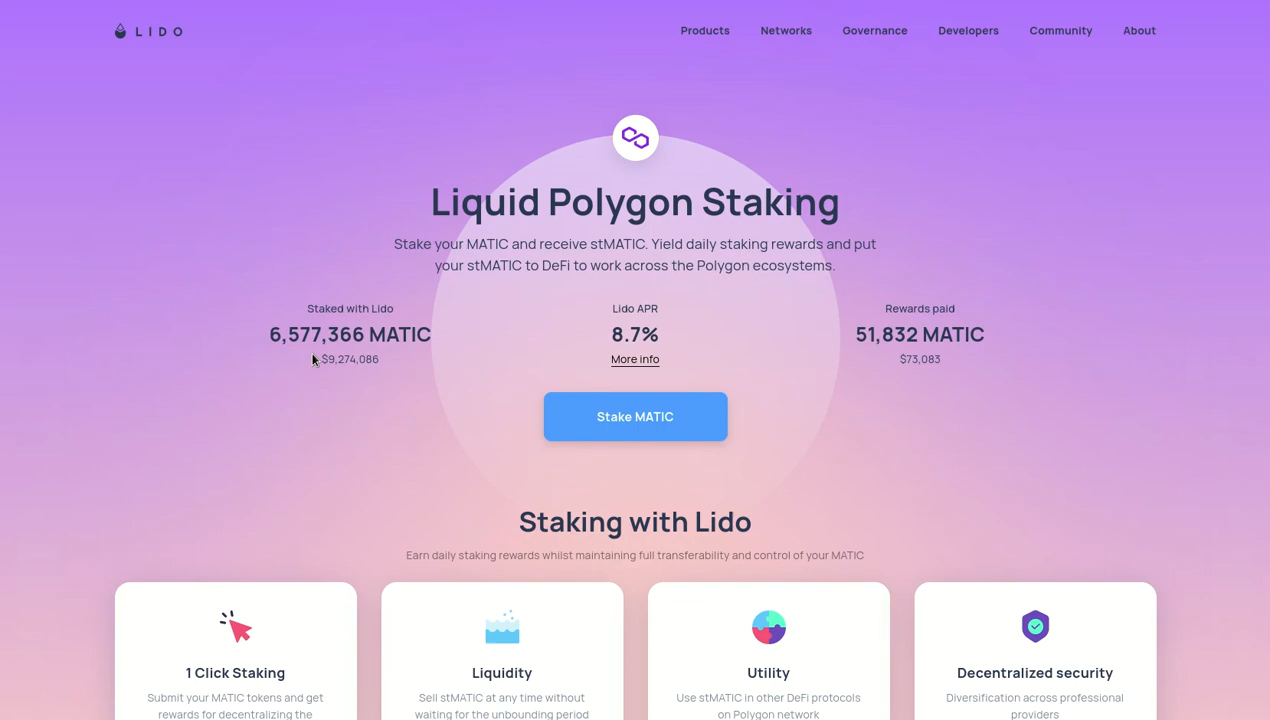 LIDO
Products Networks Governance Developers Community About
Liquid Polygon Staking
Stake your MATIC and receive stMATIC. Yield daily staking rewards and put
your stMATIC to DeFi to work across the Polygon ecosystems.
Staked with Lido
6,577,366 MATIC
$9,274,086
Lido APR
8.7%
More info
Rewards paid
51,832 MATIC
$73,083
Stake MATIC
Staking with Lido
Earn daily staking rewards whilst maintaining full transferability and control of your MATIC
1 Click Staking
Submit your MATIC tokens and get
rewards for decentralizing the
Liquidity
Sell stMATIC at any time without
waiting for the unbounding period
Utility
Use stMATIC in other DeFi protocols
on Polygon network
Decentralized security
Diversification across professional
providers